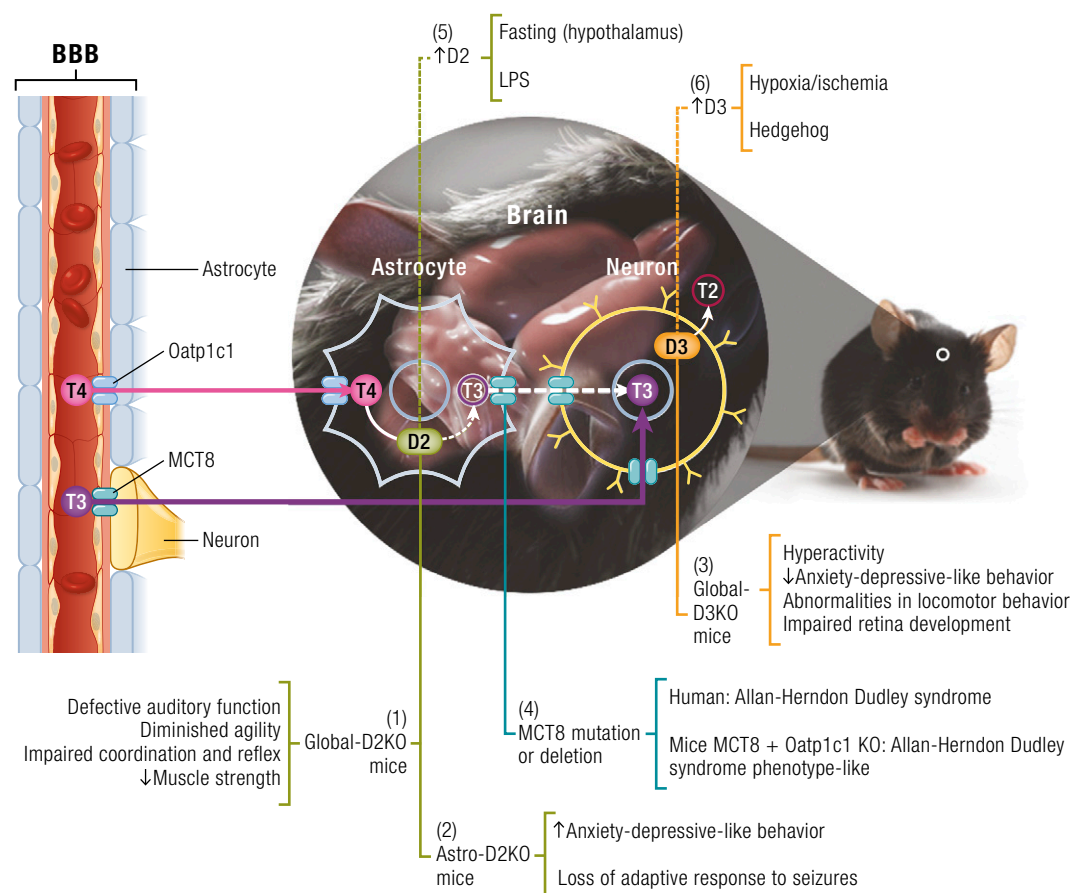 BBB
(5)
↑D2
Fasting (hypothalamus)
LPS
(6)
↑D3
Hypoxia/ischemia
Hedgehog
Brain
Astrocyte
Neuron
Astrocyte
Oatp1c1
T4
T4
D2
T3
T3
D3
T2
MCT8
T3
Neuron
(3)
Global-
D3KO
mice
Hyperactivity
↓Anxiety-depressive-like behavior
Abnormalities in locomotor behavior
Impaired retina development
Defective auditory function
Diminished agility
Impaired coordination and reflex
↓Muscle strength
(1)
Global-D2KO
mice
(4)
MCT8 mutation
or deletion
Human: Allan-Herndon Dudley syndrome
Mice MCT8 + Oatp1c1 KO: Allan-Herndon Dudley
syndrome phenotype-like
(2)
Astro-D2KO
mice
↑Anxiety-depressive-like behavior
Loss of adaptive response to seizures